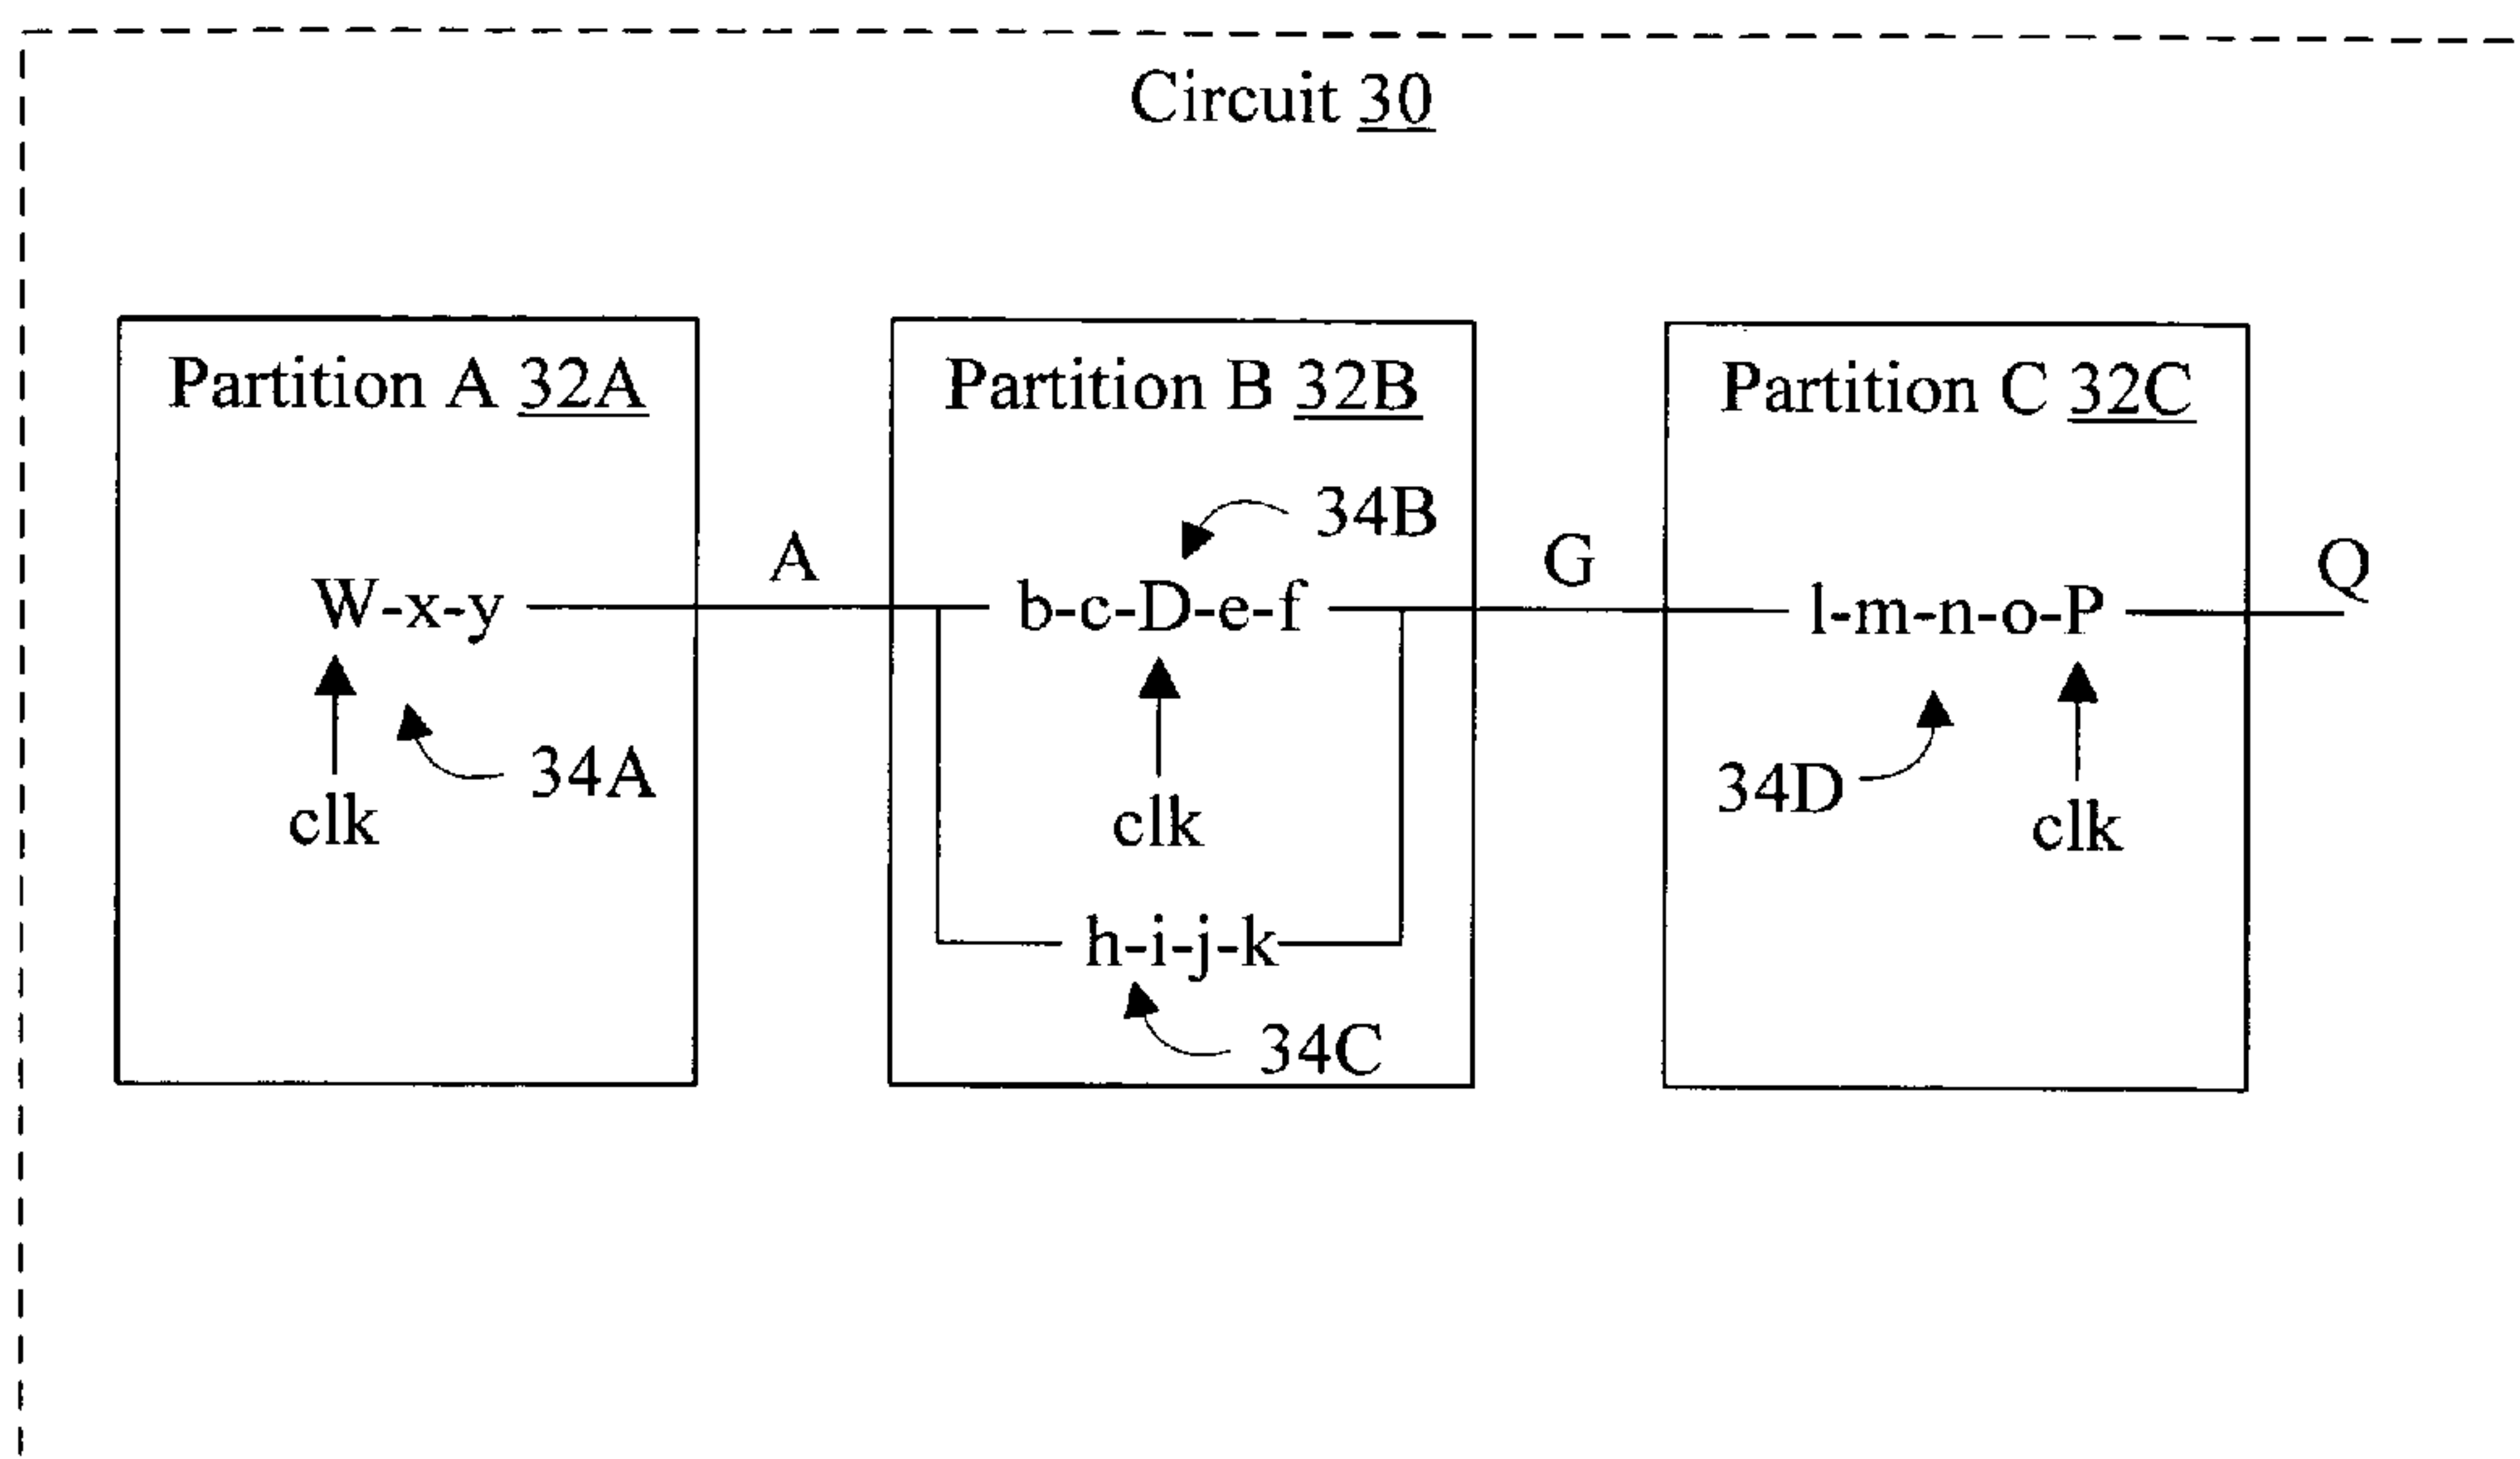 Circuit 30
Partition A 32A
Partition B 32B
Partition C 32C
34B
A
G
Q
W-x-y
b-c-D-e-f
l-m-n-o-P
34A
34D
clk
clk
clk
h-i-j-k
34C